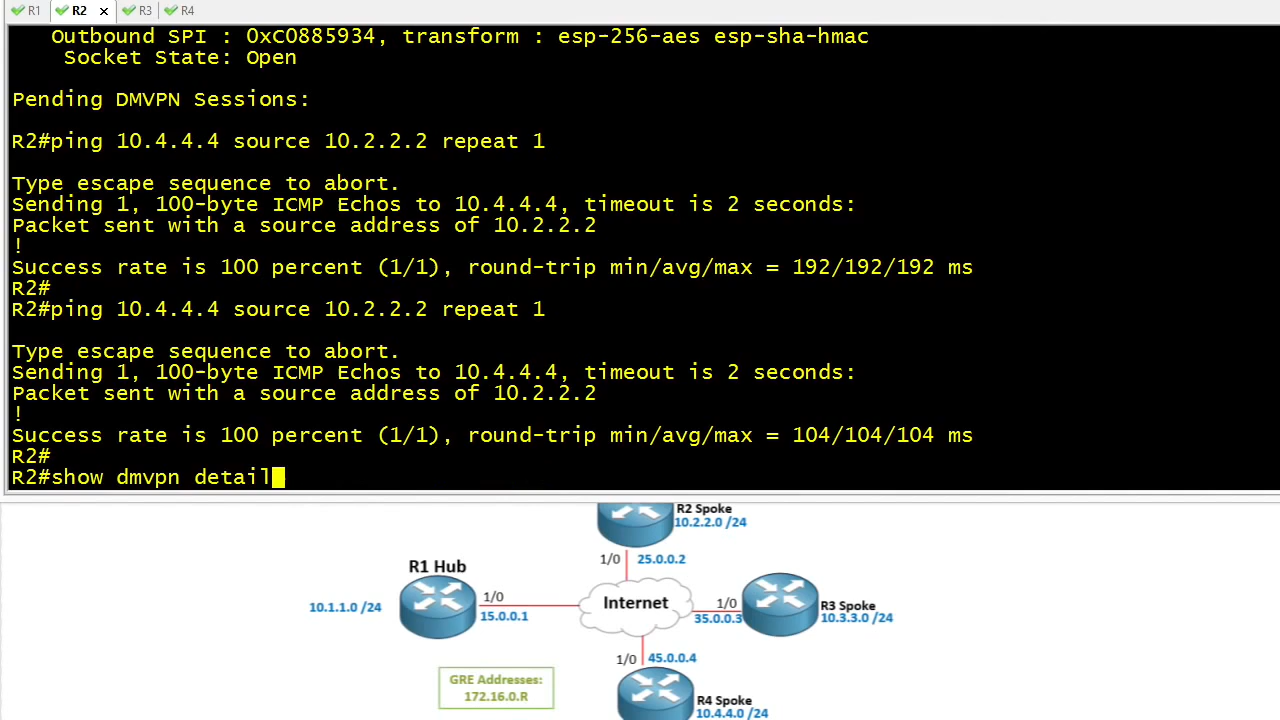 R1 R2 × R3 R4
Outbound SPI : 0xC0885934, transform : esp-256-aes esp-sha-hmac
Socket State: Open
Pending DMVPN Sessions:
R2#ping 10.4.4.4 source 10.2.2.2 repeat 1
Type escape sequence to abort.
Sending 1, 100-byte ICMP Echos to 10.4.4.4, timeout is 2 seconds:
Packet sent with a source address of 10.2.2.2
!
Success rate is 100 percent (1/1), round-trip min/avg/max = 192/192/192 ms
R2#
R2#ping 10.4.4.4 source 10.2.2.2 repeat 1
Type escape sequence to abort.
Sending 1, 100-byte ICMP Echos to 10.4.4.4, timeout is 2 seconds:
Packet sent with a source address of 10.2.2.2
!
Success rate is 100 percent (1/1), round-trip min/avg/max = 104/104/104 ms
R2#
R2#show dmvpn detail
R2 Spoke
10.2.2.0 /24
1/0
25.0.0.2
R1 Hub
10.1.1.0 /24
1/0
15.0.0.1
Internet
1/0
35.0.0.3
R3 Spoke
10.3.3.0 /24
1/0
45.0.0.4
GRE Addresses:
172.16.0.R
R4 Spoke
10.4.4.0 /24